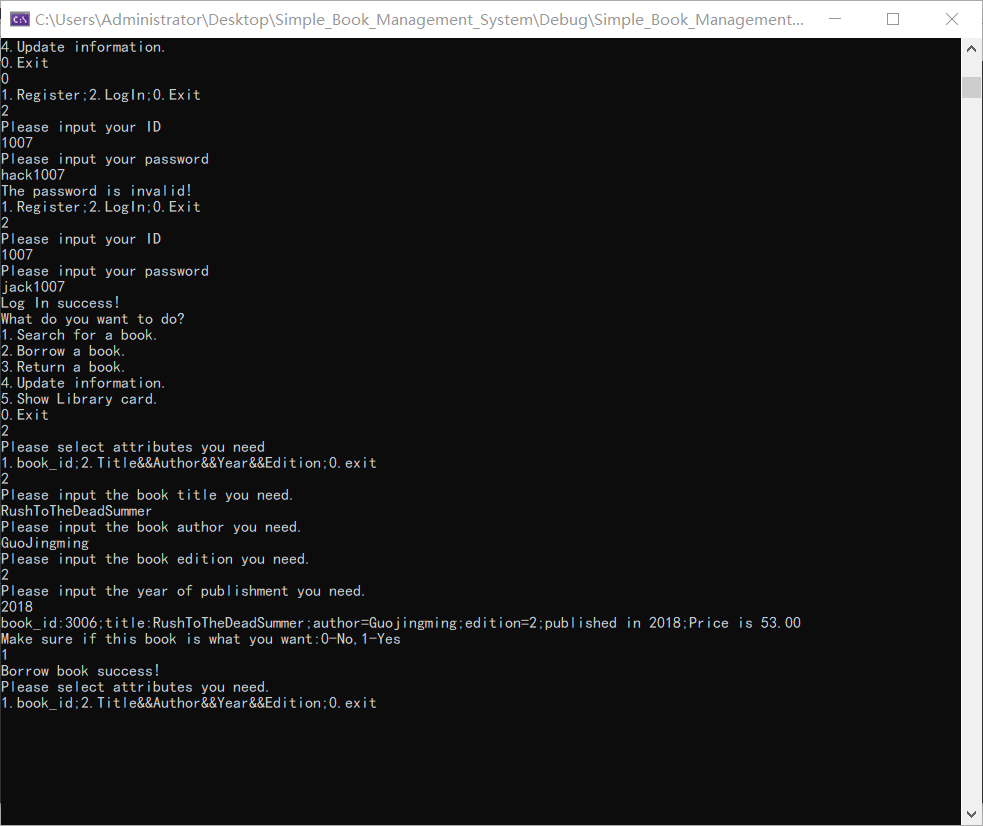 C:\Users\Administrator\Desktop\Simple_Book_Management_System\Debug\Simple_Book_Management...
4.Update information.
0.Exit
0
1.Register;2.LogIn;0.Exit
2
Please input your ID
1007
Please input your password
hack1007
The password is invalid!
1.Register;2.LogIn;0.Exit
2
Please input your ID
1007
Please input your password
jack1007
Log In success!
What do you want to do?
1.Search for a book.
2.Borrow a book.
3.Return a book.
4.Update information.
5.Show Library card.
0.Exit
2
Please select attributes you need
1.book_id;2.Title&&Author&&Year&&Edition;0.exit
2
Please input the book title you need.
RushToTheDeadSummer
Please input the book author you need.
GuoJingming
Please input the book edition you need.
2
Please input the year of publishment you need.
2018
book_id:3006;title:RushToTheDeadSummer;author=Guojingming;edition=2;published in 2018;Price is 53.00
Make sure if this book is what you want:0-No,1-Yes
1
Borrow book success!
Please select attributes you need.
1.book_id;2.Title&&Author&&Year&&Edition;0.exit